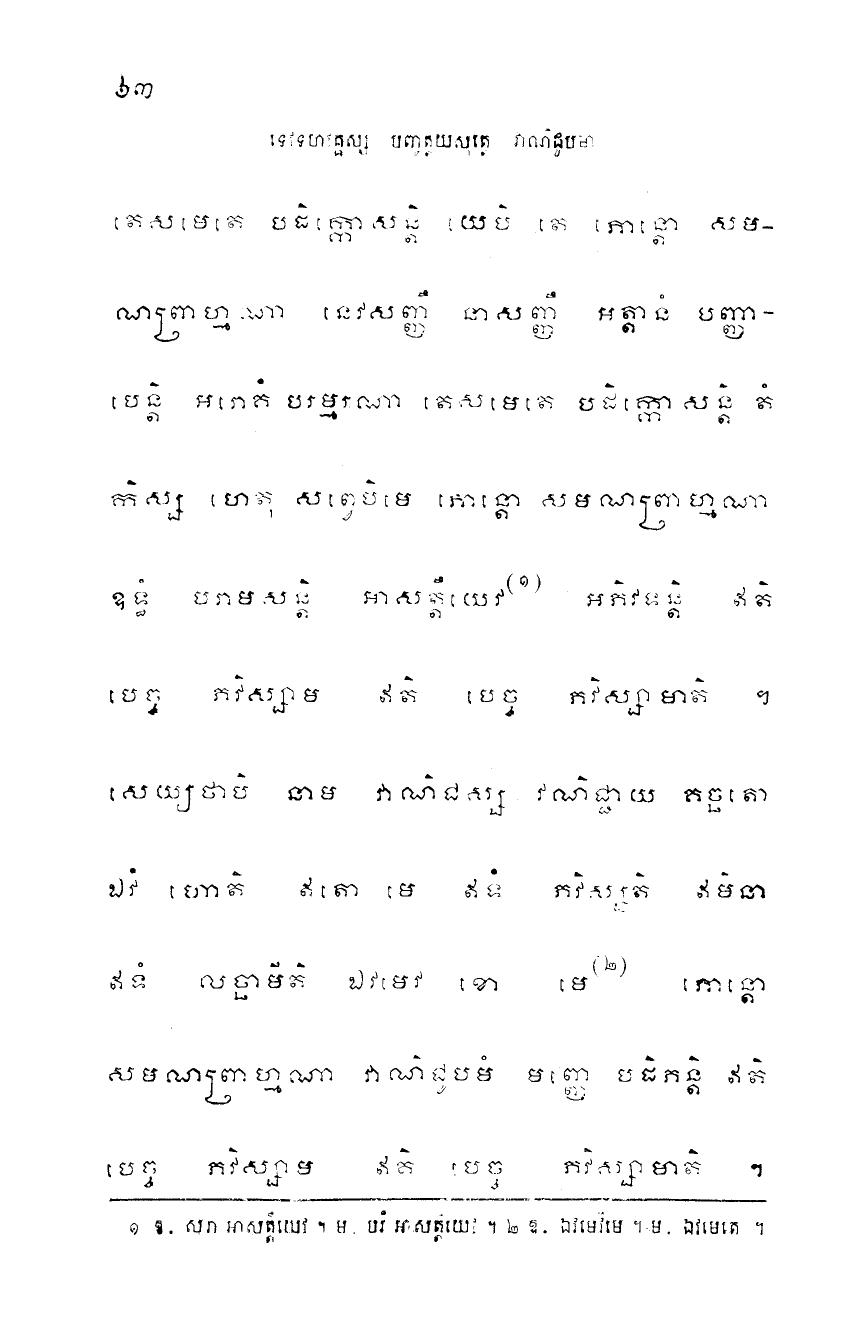 ៦៣
ទេវទហវគ្គស្ស បញ្ចត្តយសុត្តេ វាណិជូបមា
តេសមេតេ បដិក្កោសន្តិ យេបិ តេ ភោន្តោ សម-
ណព្រាហ្មណា នេវសញ្ញឹ នាសញ្ញឹ អត្តានំ បញ្ញា-
បេន្តិ អរោគំ បរម្មរណា តេសមេតេ បដិក្កោសន្តិ តំ
កិស្ស ហេតុ សព្វេបិមេ ភោន្តោ សមណព្រាហ្មណា
ឧទ្ធំ បរាមសន្តិ អាសត្តឹយេវ(១) អភិវទន្តិ ឥតិ
បេច្ច ភវិស្សាម ឥតិ បេច្ច ភវិស្សាមាតិ ។
សេយ្យថាបិ នាម វាណិជស្ស វណិជ្ជាយ គច្ឆតោ
ឯវំ ហោតិ ឥតោ មេ ឥទំ ភវិស្សតិ ឥមិនា
ឥទំ លច្ឆាមីតិ ឯវមេវ ខោ មេ(២) ភោន្តោ
សមណព្រាហ្មណា វាណិជូបមំ មញ្ញេ បដិភន្តិ ឥតិ
បេច្ច ភវិស្សាម ឥតិ បេច្ច ភវិស្សាមាតិ ។
១ ឱ. សរា អាសត្តឹយេវ ។ ម. បរំ អាសត្តឹយេវ ។ ២ ឱ. ឯវមេវិមេ ។ ម. ឯវមេតេ ។